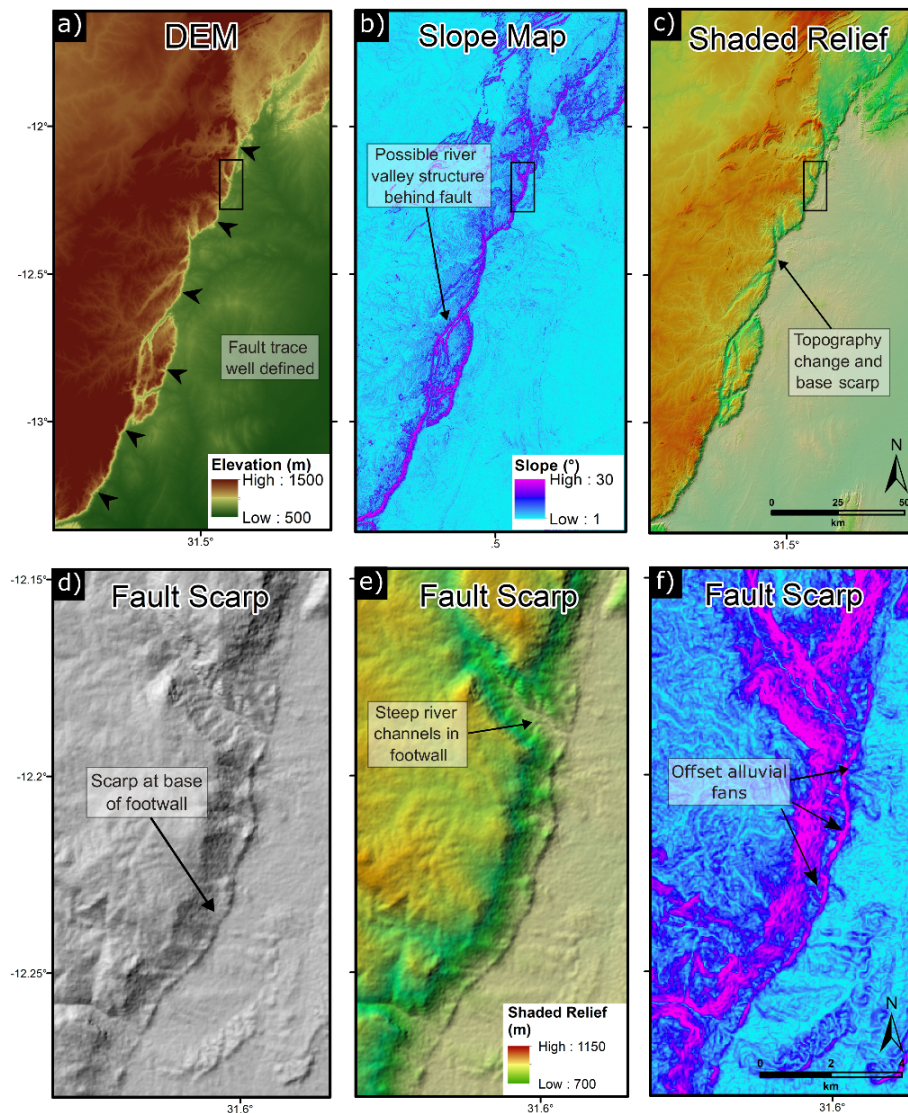 a)
DEM
-12°
-12.5°
-13°
Fault trace
well defined
Elevation (m)
High : 1500
Low : 500
31.5°
b)
Slope Map
Possible river
valley structure
behind fault
Slope (°)
High : 30
Low : 1
.5
c)
Shaded Relief
Topography
change and
base scarp
N
0 25 50
km
31.5°
d)
Fault Scarp
-12.15°
-12.2°
-12.25°
Scarp at base
of footwall
31.6°
e)
Fault Scarp
Steep river
channels in
footwall
Shaded Relief
(m)
High : 1150
Low : 700
31.6°
f)
Fault Scarp
Offset alluvial
fans
N
0 2 4
km
31.6°